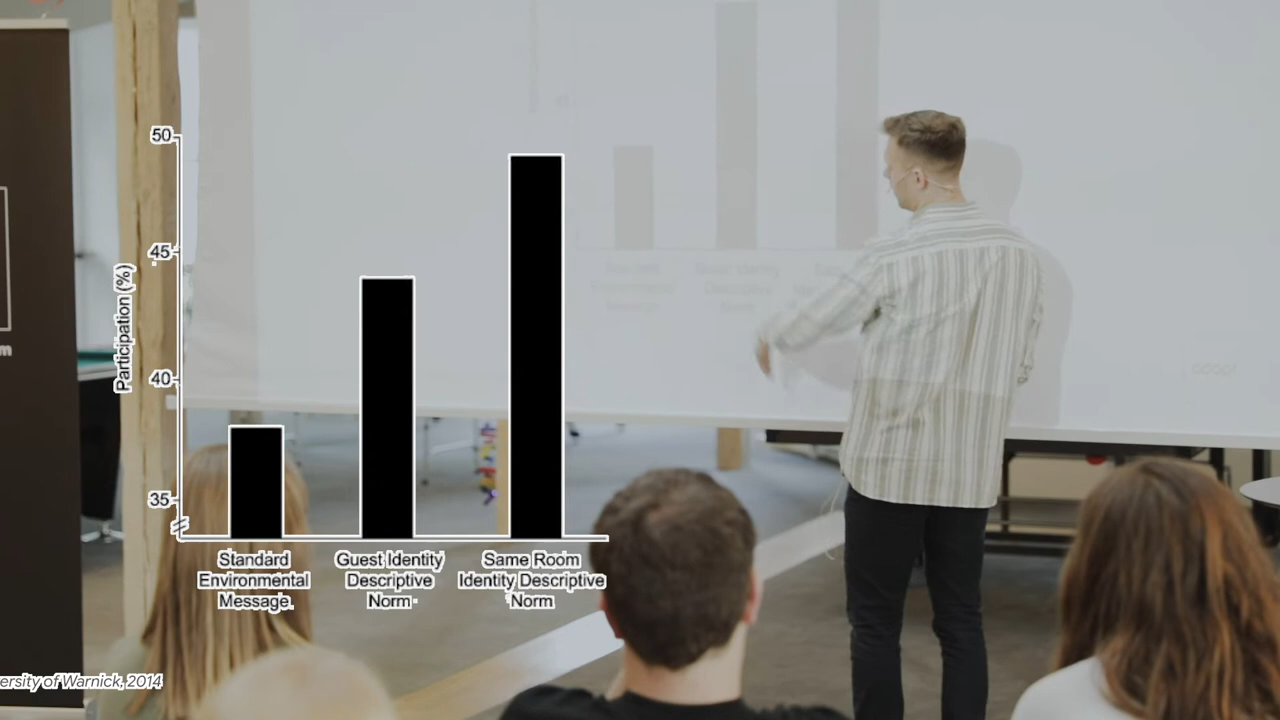 50
45
40
35
Participation (%)
Standard
Environmental
Message.
Guest Identity
Descriptive
Norm
Same Room
Identity Descriptive
Norm
ersity of Warnick, 2014
m